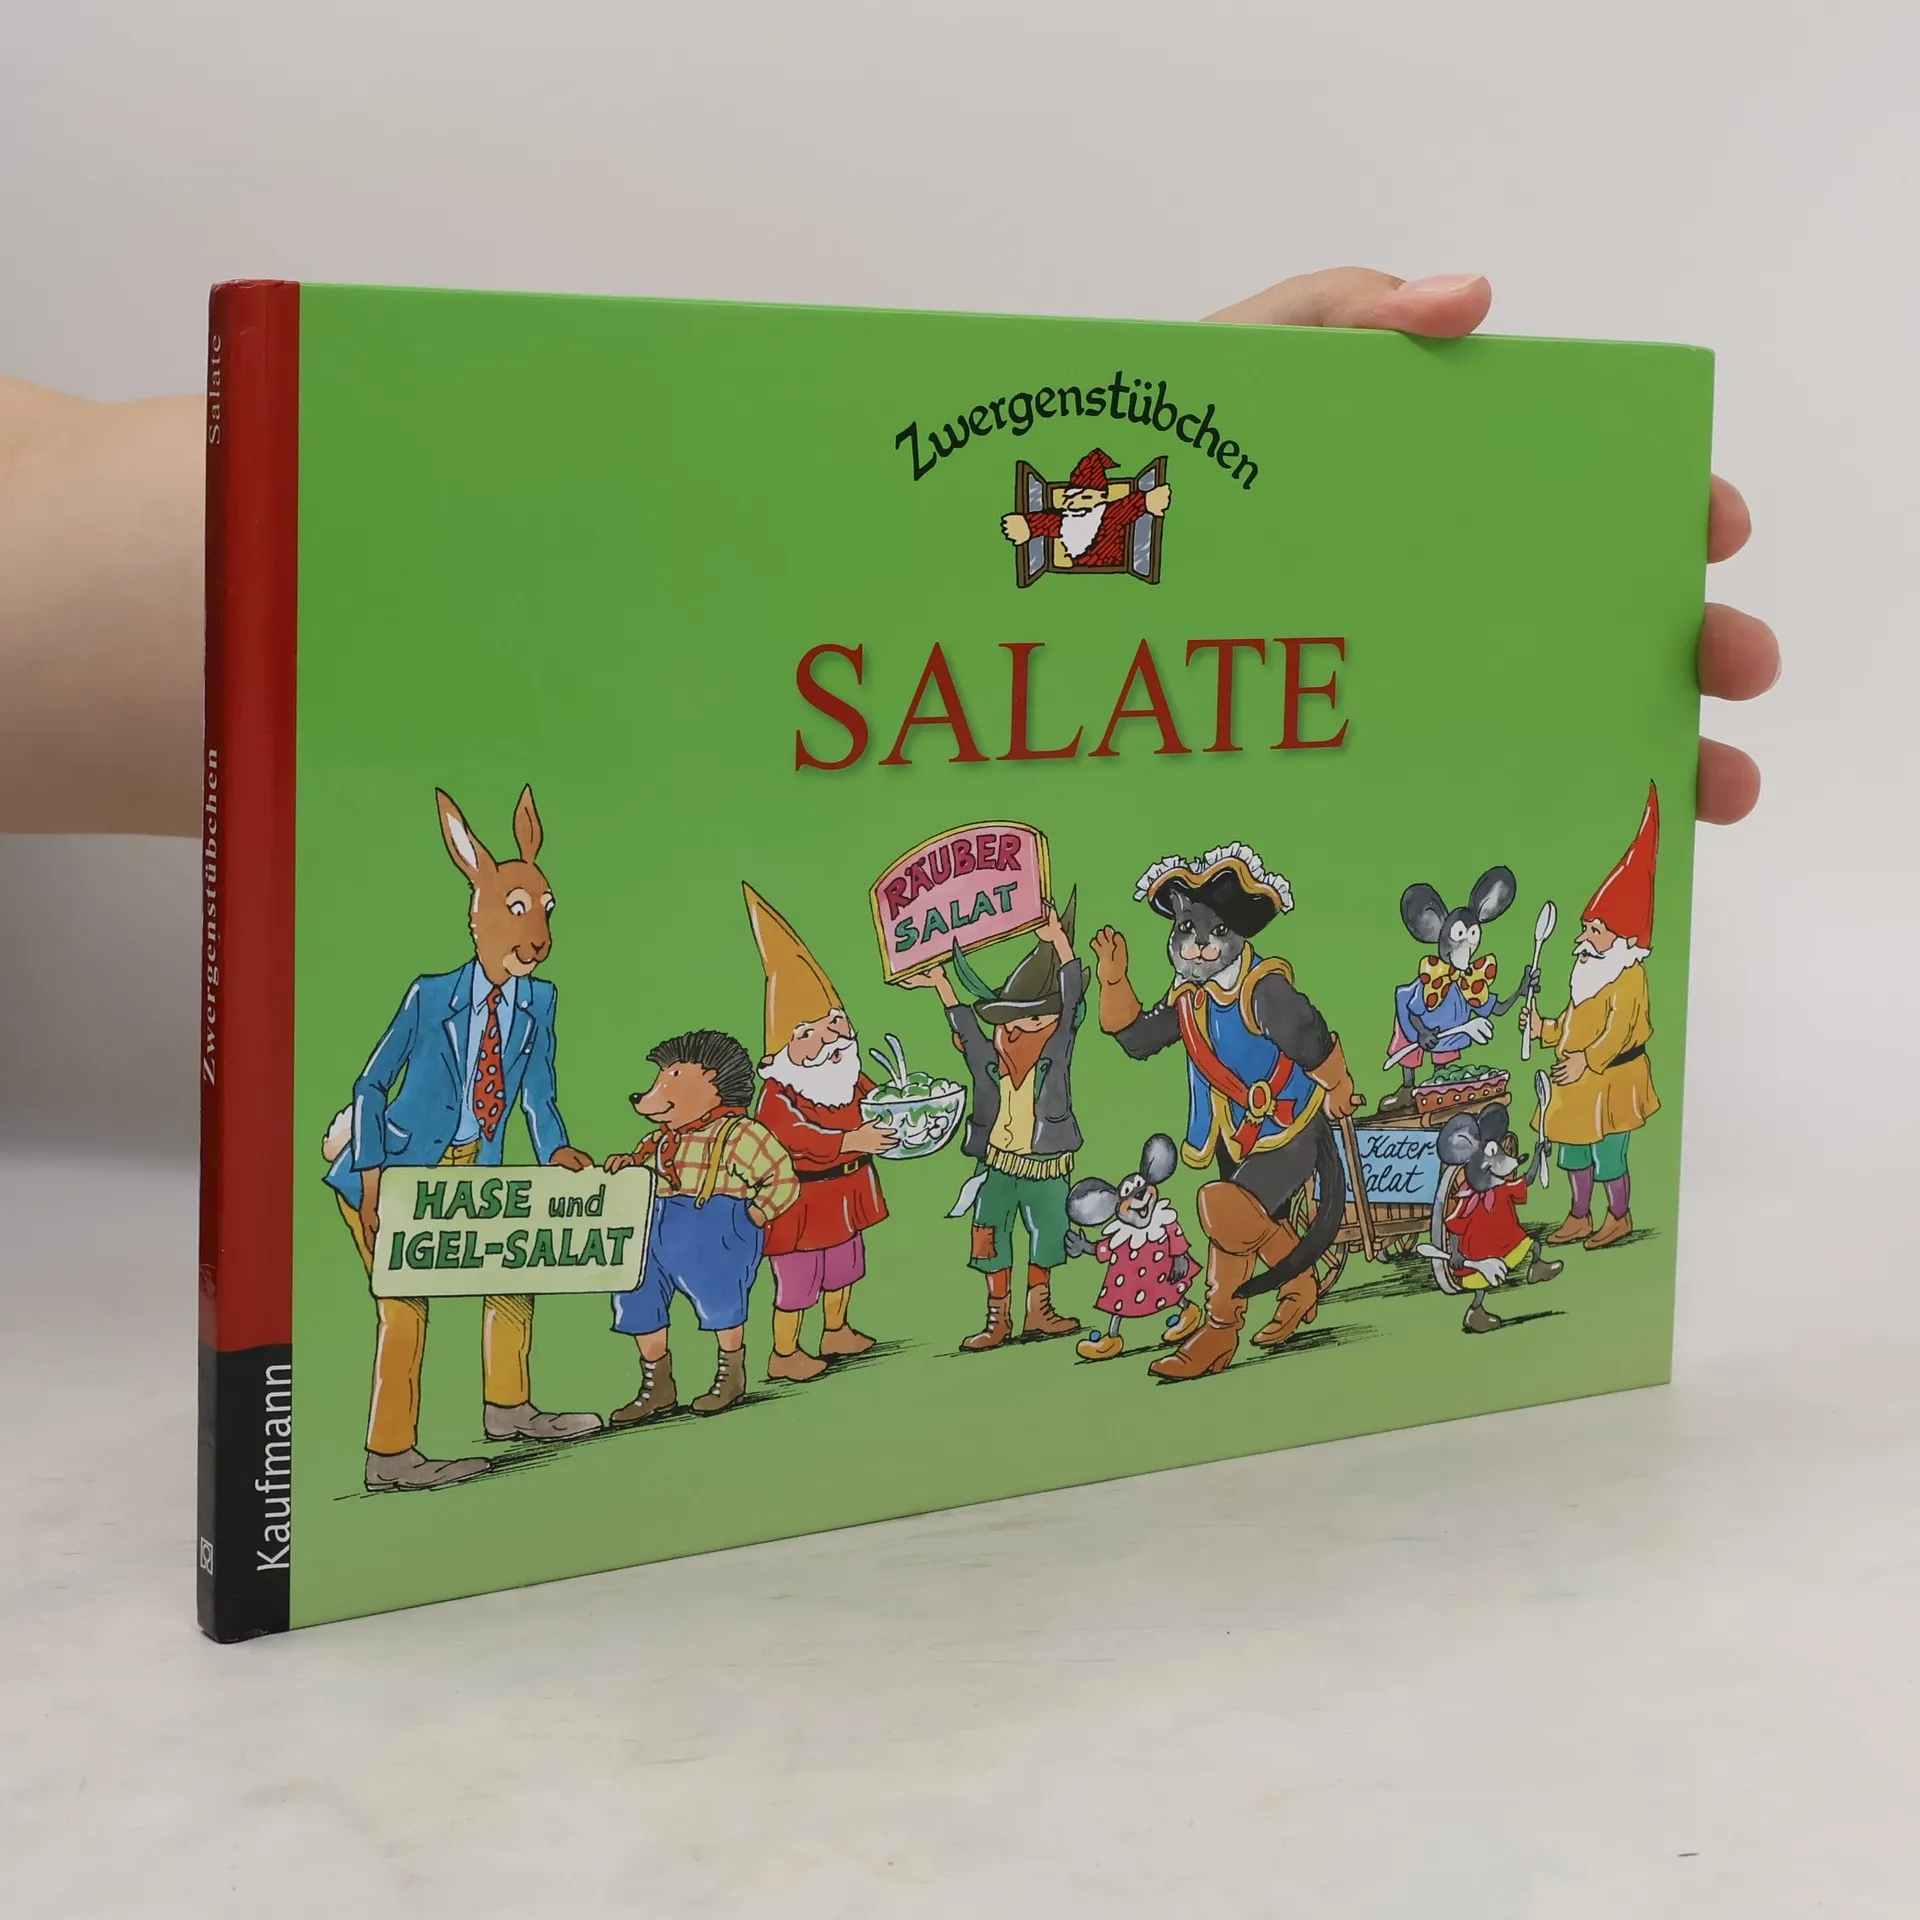 Salate
Zwergenstübchen
Kaufmann
Zwergenstübchen
SALATE
RÄUBER
SALAT
HASE und
IGEL-SALAT
Kater-
Salat